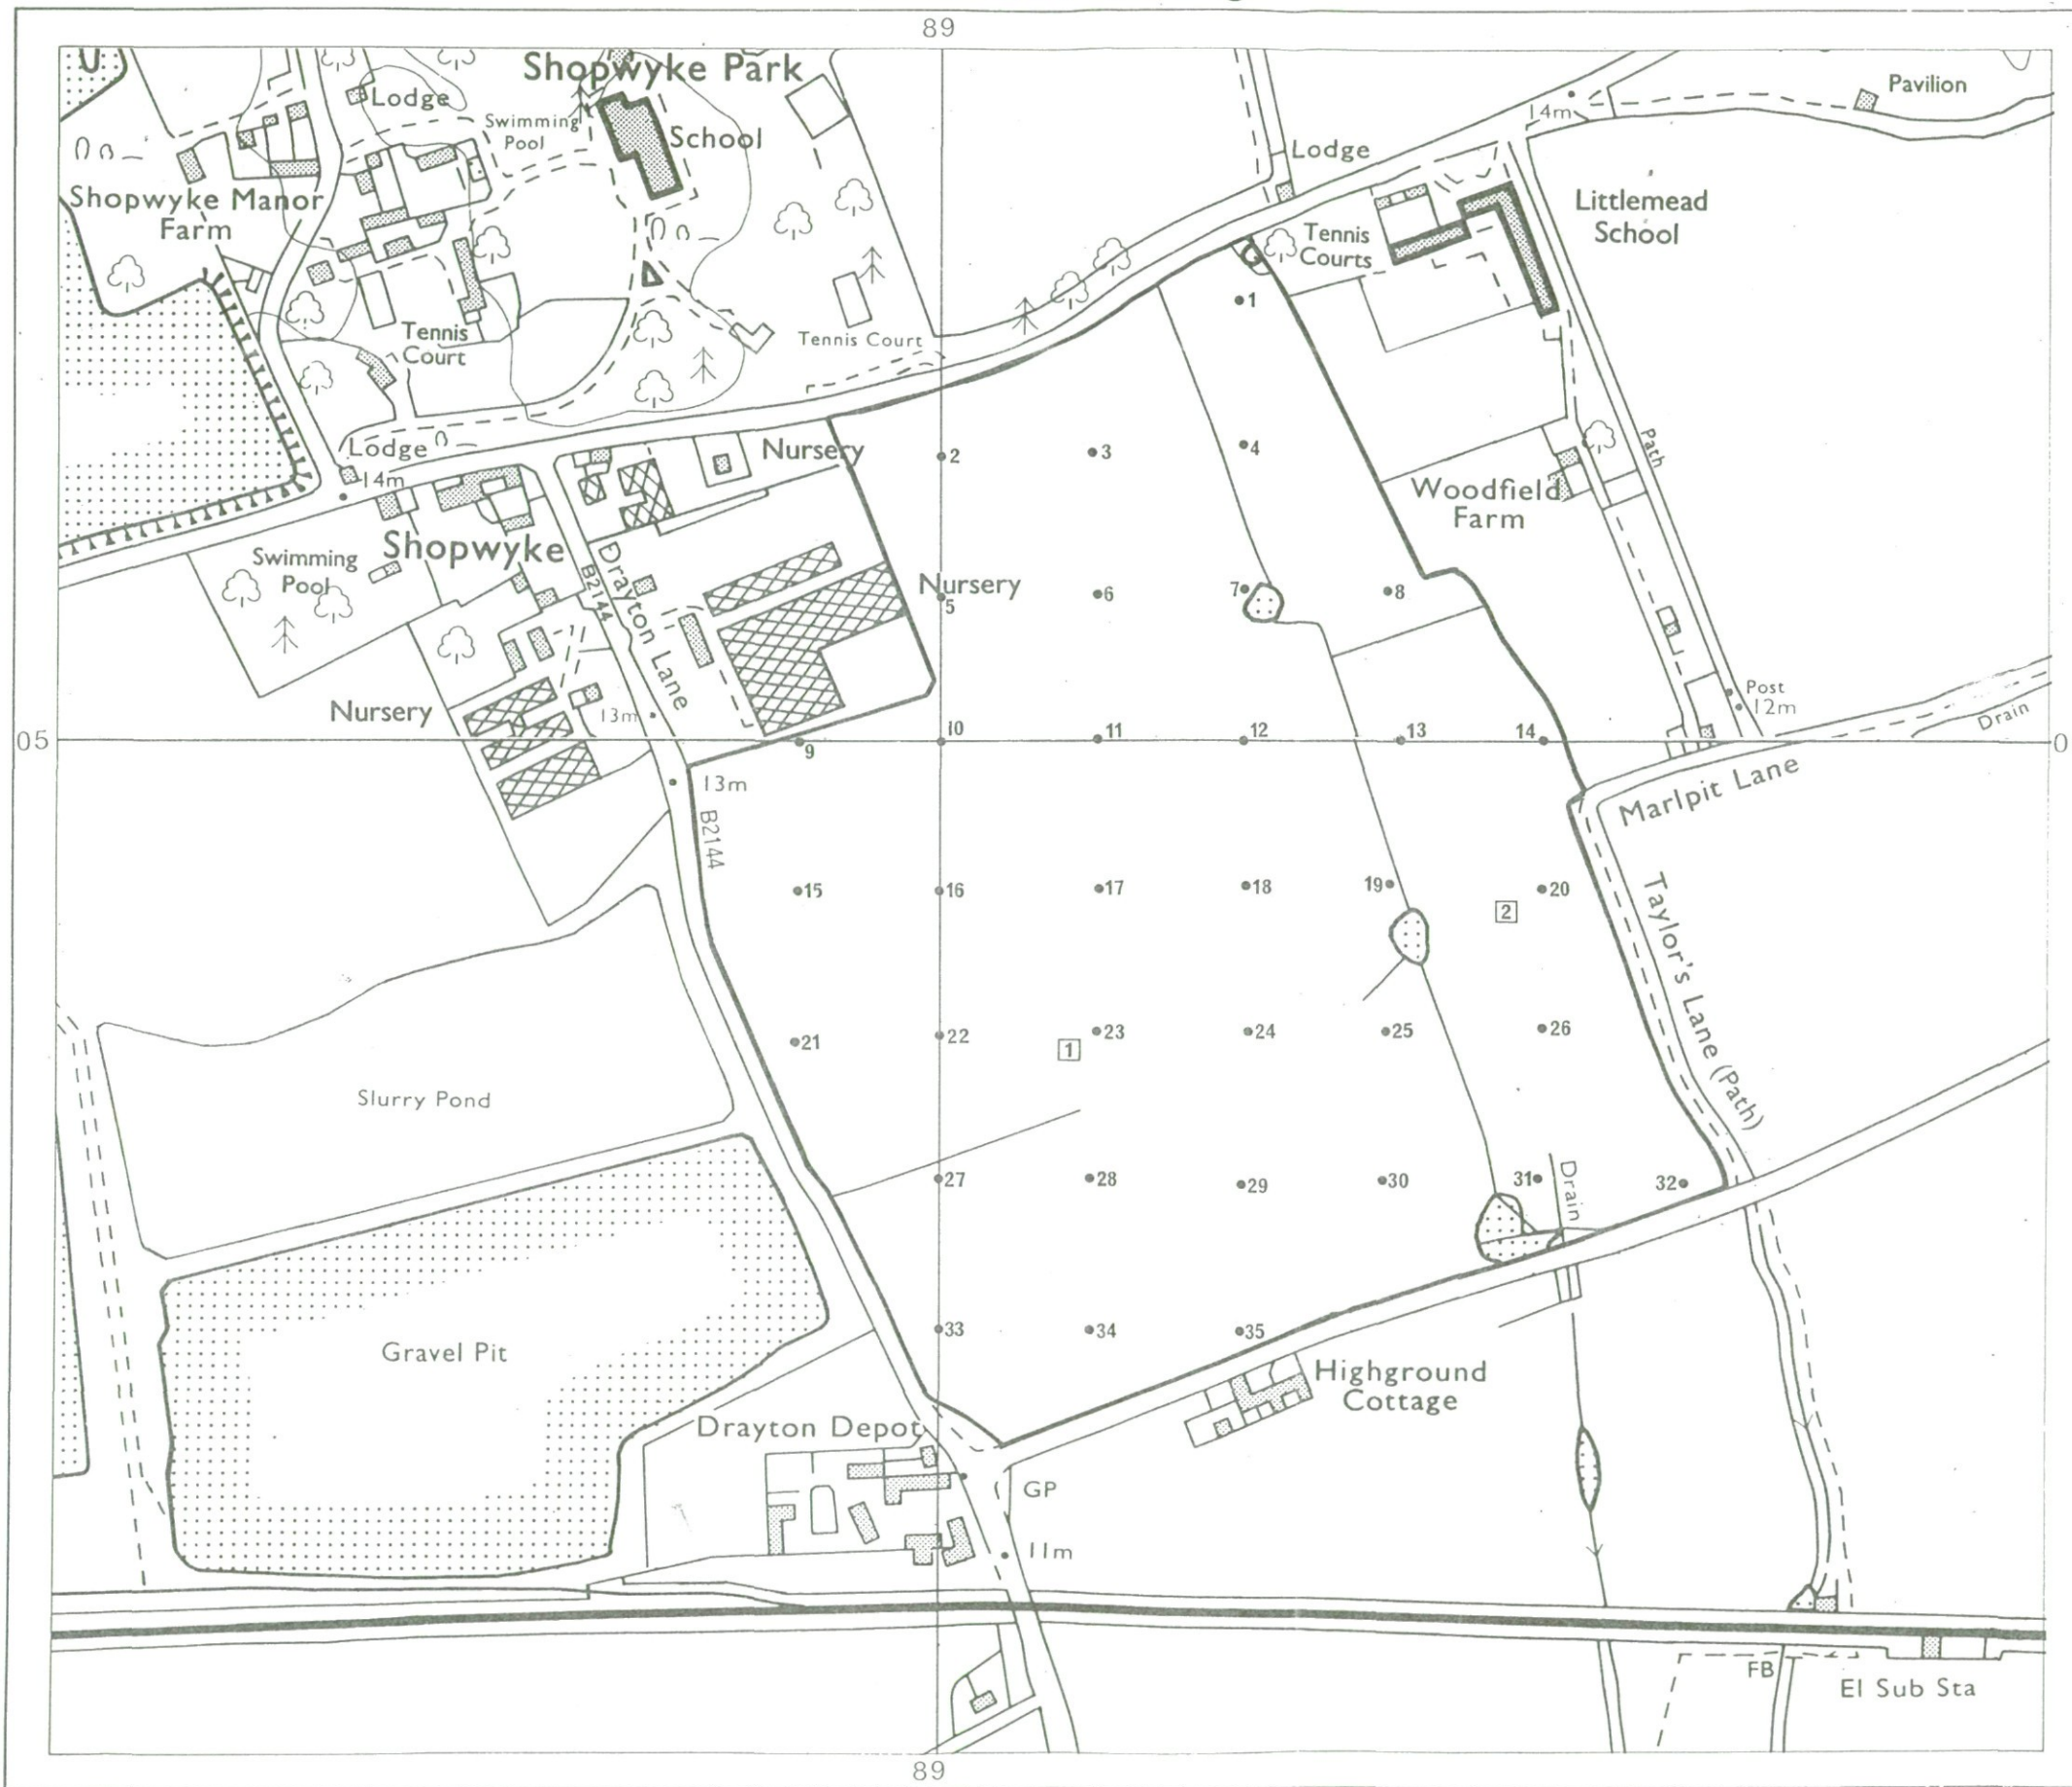 89
Shopwyke Park
Lodge
Swimming
Pool
School
Pavilion
14m
Lodge
Shopwyke Manor
Farm
Littlemead
School
Tennis
Courts
1
Tennis
Court
Tennis Court
Lodge
14m
Nursery
2
3
4
Path
Woodfield
Farm
Shopwyke
Swimming
Pool
Drayton Lane
B2144
Nursery
5
6
7
8
Nursery
13m
Post
12m
Drain
05
9
10
11
12
13
14
0
13m
Marlpit Lane
B2144
15
16
17
18
19
20
2
Taylor's Lane (Path)
21
22
1
23
24
25
26
Slurry Pond
27
28
29
30
31
Drain
32
33
34
35
Gravel Pit
Highground
Cottage
Drayton Depot
GP
11m
FB
El Sub Sta
89